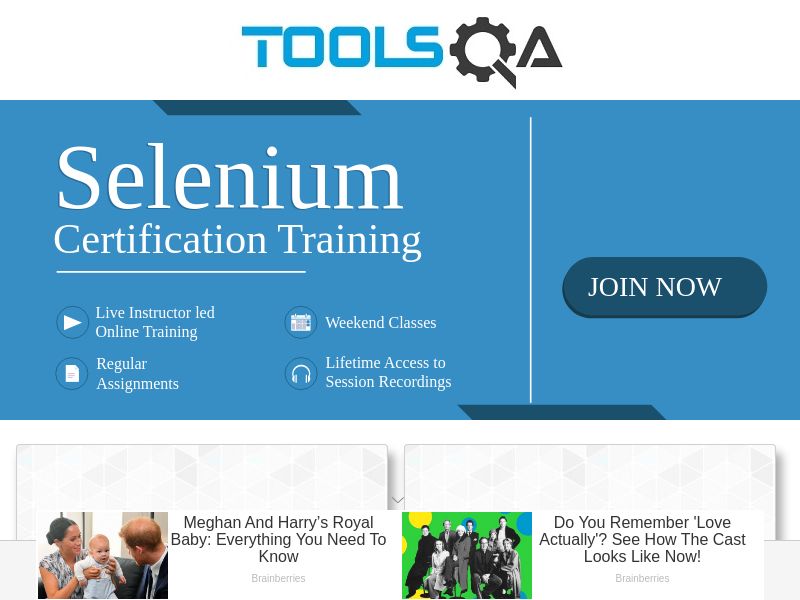 TOOLSQA
Selenium
Certification Training
Live Instructor led
Online Training
Weekend Classes
Regular
Assignments
Lifetime Access to
Session Recordings
JOIN NOW
Meghan And Harry's Royal
Baby: Everything You Need To
Know
Brainberries
Do You Remember 'Love
Actually'? See How The Cast
Looks Like Now!
Brainberries